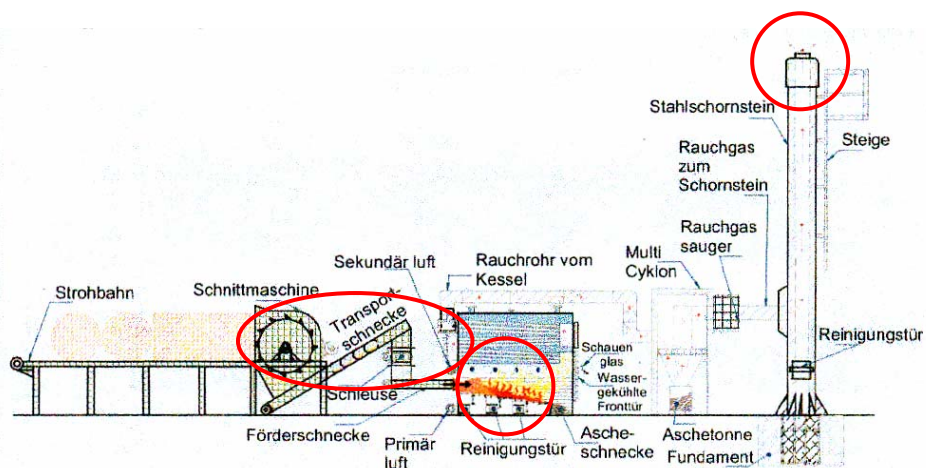 Stahlschornstein
Steige
Rauchgas
zum
Schornstein
Rauchgas
sauger
Multi
Cyklon
Rauchrohr vom
Kessel
Sekundär luft
Transport-
schnecke
Schnittmaschine
Strohbahn
Schauen
glas
Wasser-
gekühlte
Fronttür
Reinigungstür
Schleuse
Förderschnecke
Primär
luft
Reinigungstür
Asche-
schnecke
Aschetonne
Fundament